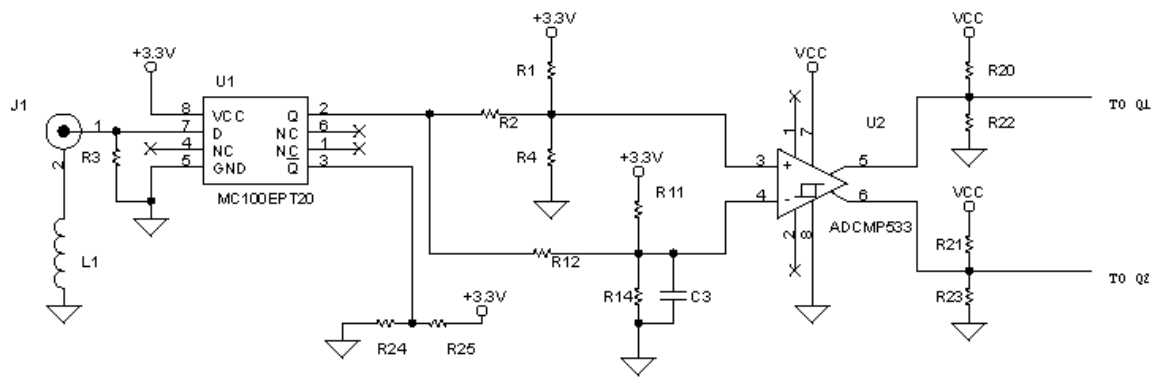 +3.3V
VCC
VCC
+3.3V
R1
R20
U1
J1
1
8 VCC Q 2
R2
1
7
U2
TO Q1
7 D NC 6
R22
R3
4 NC NC 1
R4
+3.3V
3 +
5
2
5 GND Q 3
4 -
6
VCC
MC100EPT20
R11
ADCMP533
2
8
R21
L1
R12
TO Q2
+3.3V
R14
C3
R23
R24
R25